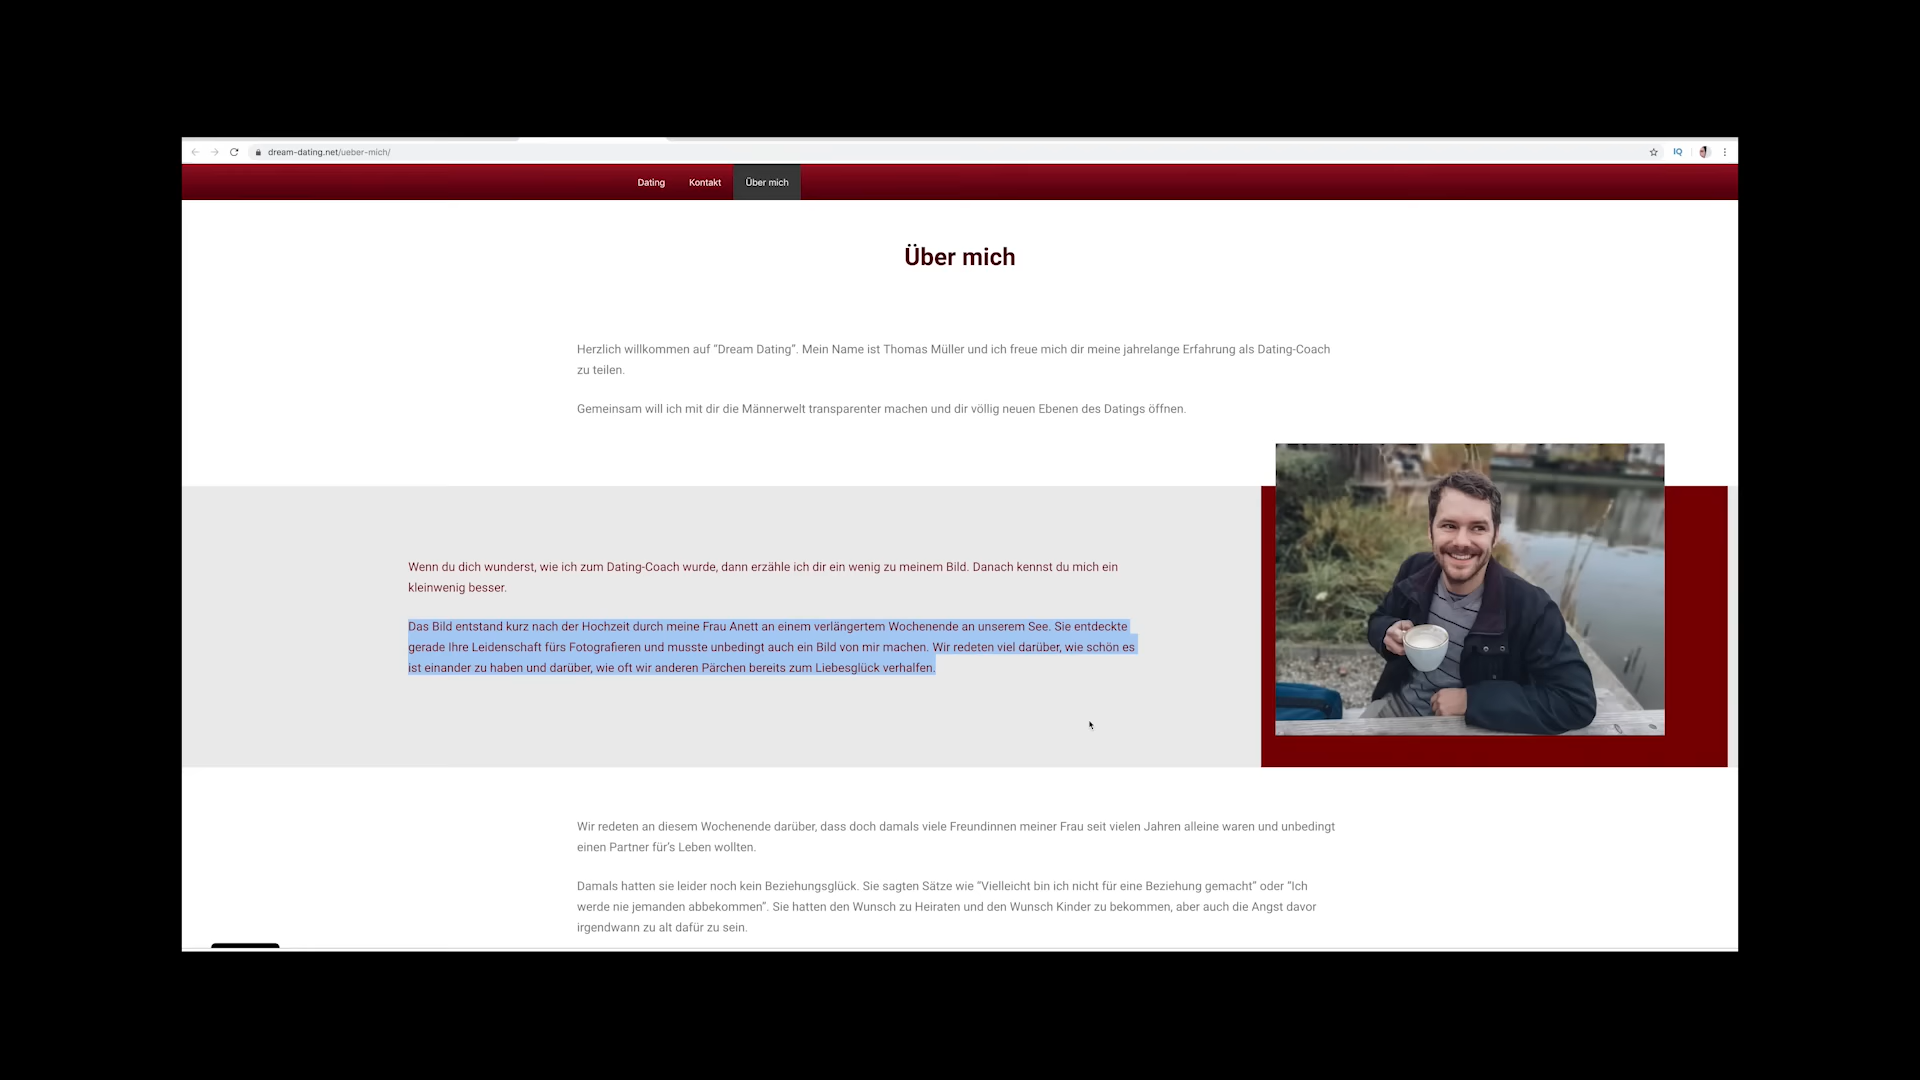 dream-dating.net/ueber-mich/
IQ
Dating
Kontakt
Über mich
Über mich
Herzlich willkommen auf “Dream Dating”. Mein Name ist Thomas Müller und ich freue mich dir meine jahrelange Erfahrung als Dating-Coach
zu teilen.
Gemeinsam will ich mit dir die Männerwelt transparenter machen und dir völlig neuen Ebenen des Datings öffnen.
Wenn du dich wunderst, wie ich zum Dating-Coach wurde, dann erzähle ich dir ein wenig zu meinem Bild. Danach kennst du mich ein
kleinwenig besser.
Das Bild entstand kurz nach der Hochzeit durch meine Frau Anett an einem verlängertem Wochenende an unserem See. Sie entdeckte
gerade Ihre Leidenschaft fürs Fotografieren und musste unbedingt auch ein Bild von mir machen. Wir redeten viel darüber, wie schön es
ist einander zu haben und darüber, wie oft wir anderen Pärchen bereits zum Liebesglück verhalfen.
Wir redeten an diesem Wochenende darüber, dass doch damals viele Freundinnen meiner Frau seit vielen Jahren alleine waren und unbedingt
einen Partner für’s Leben wollten.
Damals hatten sie leider noch kein Beziehungsglück. Sie sagten Sätze wie “Vielleicht bin ich nicht für eine Beziehung gemacht” oder “Ich
werde nie jemanden abbekommen”. Sie hatten den Wunsch zu Heiraten und den Wunsch Kinder zu bekommen, aber auch die Angst davor
irgendwann zu alt dafür zu sein.